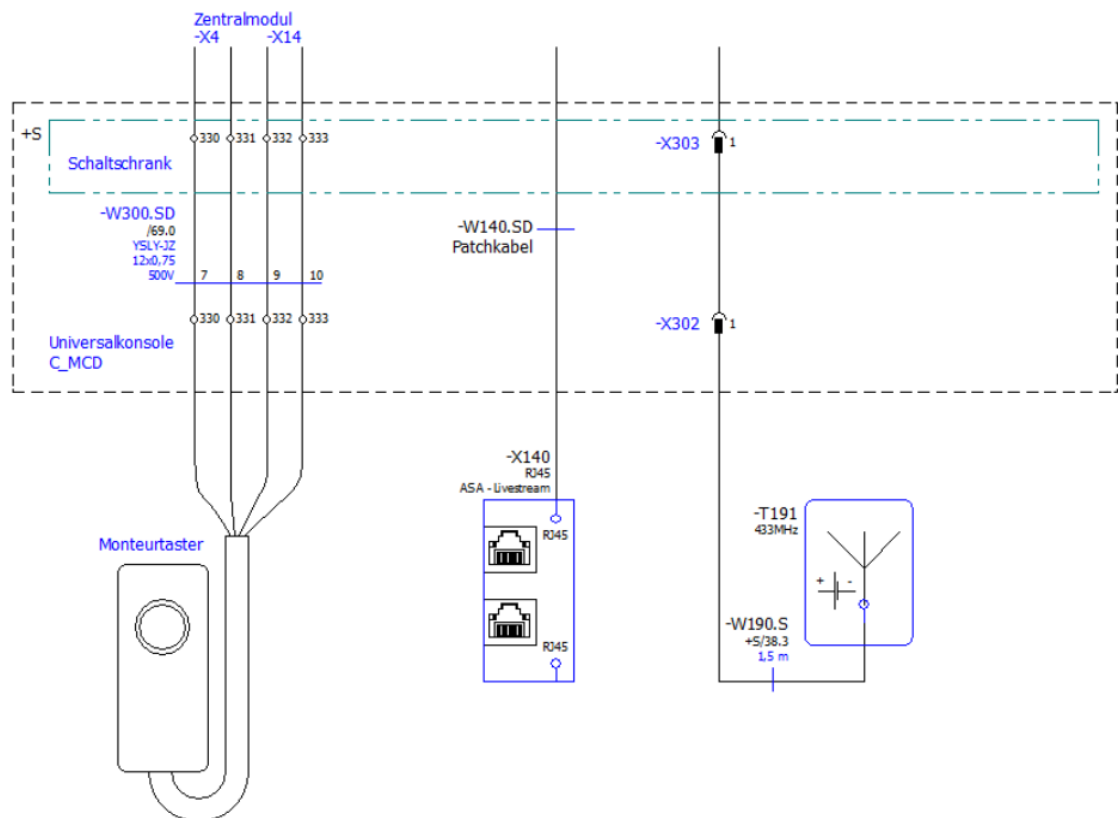 Zentralmodul
-X4 -X14
+S
330 331 332 333
-X303 1
Schaltschrank
-W300.SD
/69.0
YSLY-JZ
12x0,75
500V
7 8 9 10
-W140.SD
Patchkabel
330 331 332 333
-X302 1
Universalkonsole
C_MCD
-X140
RJ45
ASA - Livestream
RJ45
RJ45
-T191
433MHz
+ -
Monteurtaster
-W190.S
+S/38.3
1,5 m